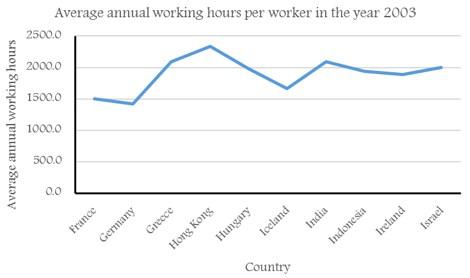 Average annual working hours per worker in the year 2003
Average annual working hours
2500.0
2000.0
1500.0
1000.0
500.0
0.0
France
Germany
Greece
Hong Kong
Hungary
Iceland
India
Indonesia
Ireland
Israel
Country